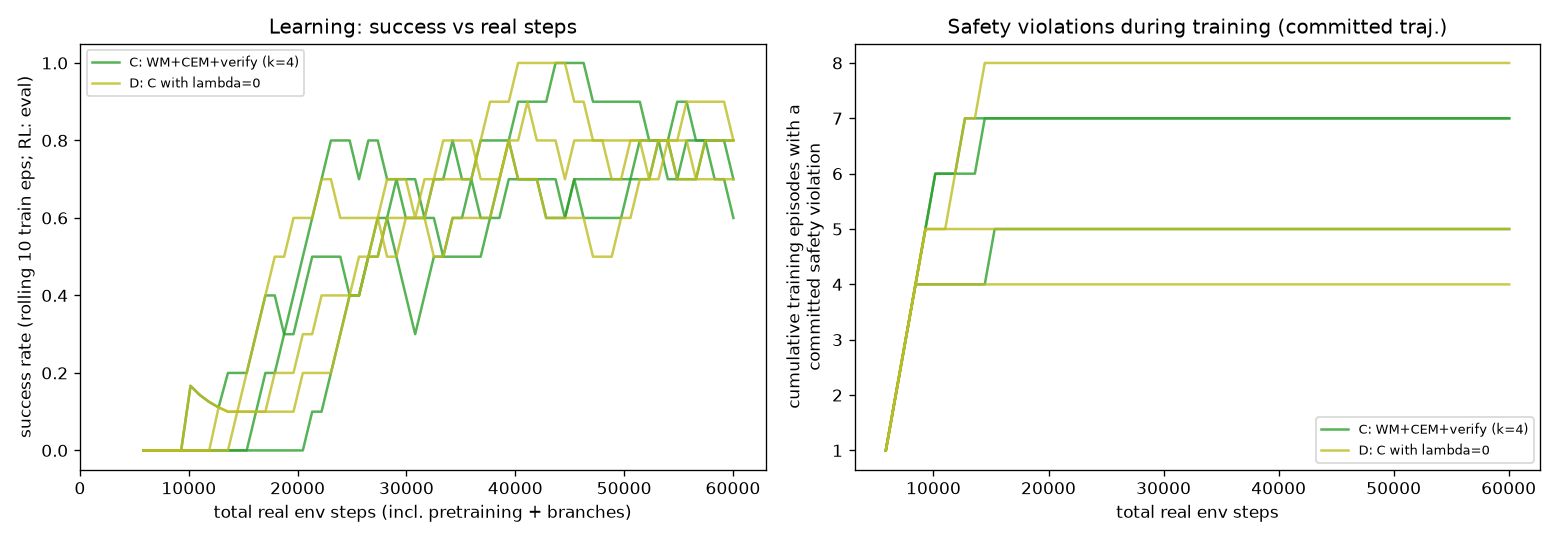 Learning: success vs real steps
success rate (rolling 10 train eps; RL: eval)
1.0
0.8
0.6
0.4
0.2
0.0
C: WM+CEM+verify (k=4)
D: C with lambda=0
0 10000 20000 30000 40000 50000 60000
total real env steps (incl. pretraining + branches)
Safety violations during training (committed traj.)
cumulative training episodes with a
committed safety violation
8
7
6
5
4
3
2
1
C: WM+CEM+verify (k=4)
D: C with lambda=0
10000 20000 30000 40000 50000 60000
total real env steps